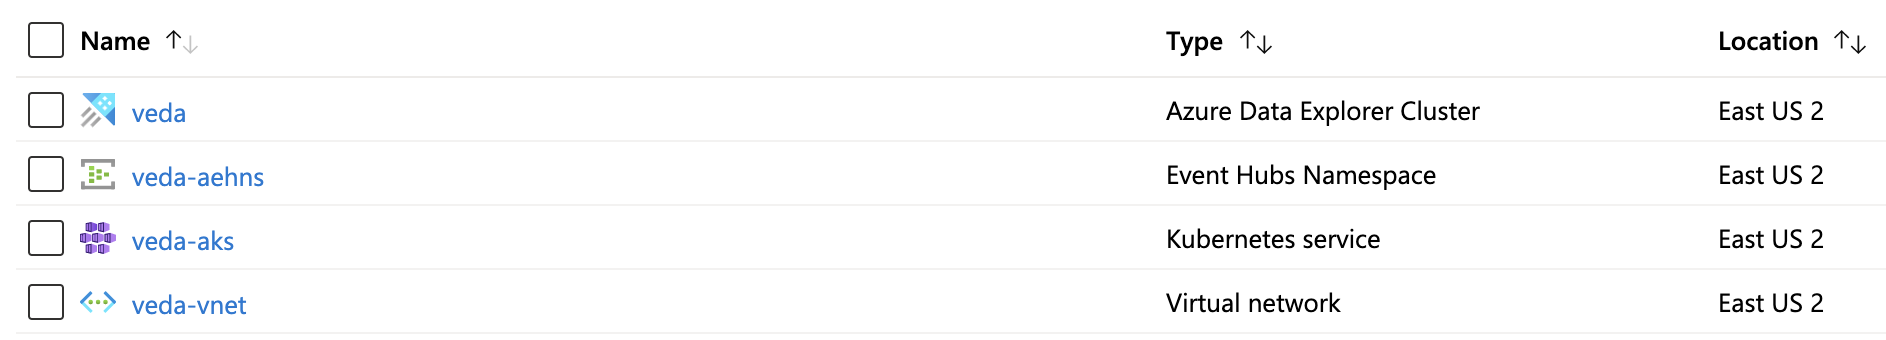 Name Type Location
veda Azure Data Explorer Cluster East US 2
veda-aehns Event Hubs Namespace East US 2
veda-aks Kubernetes service East US 2
veda-vnet Virtual network East US 2